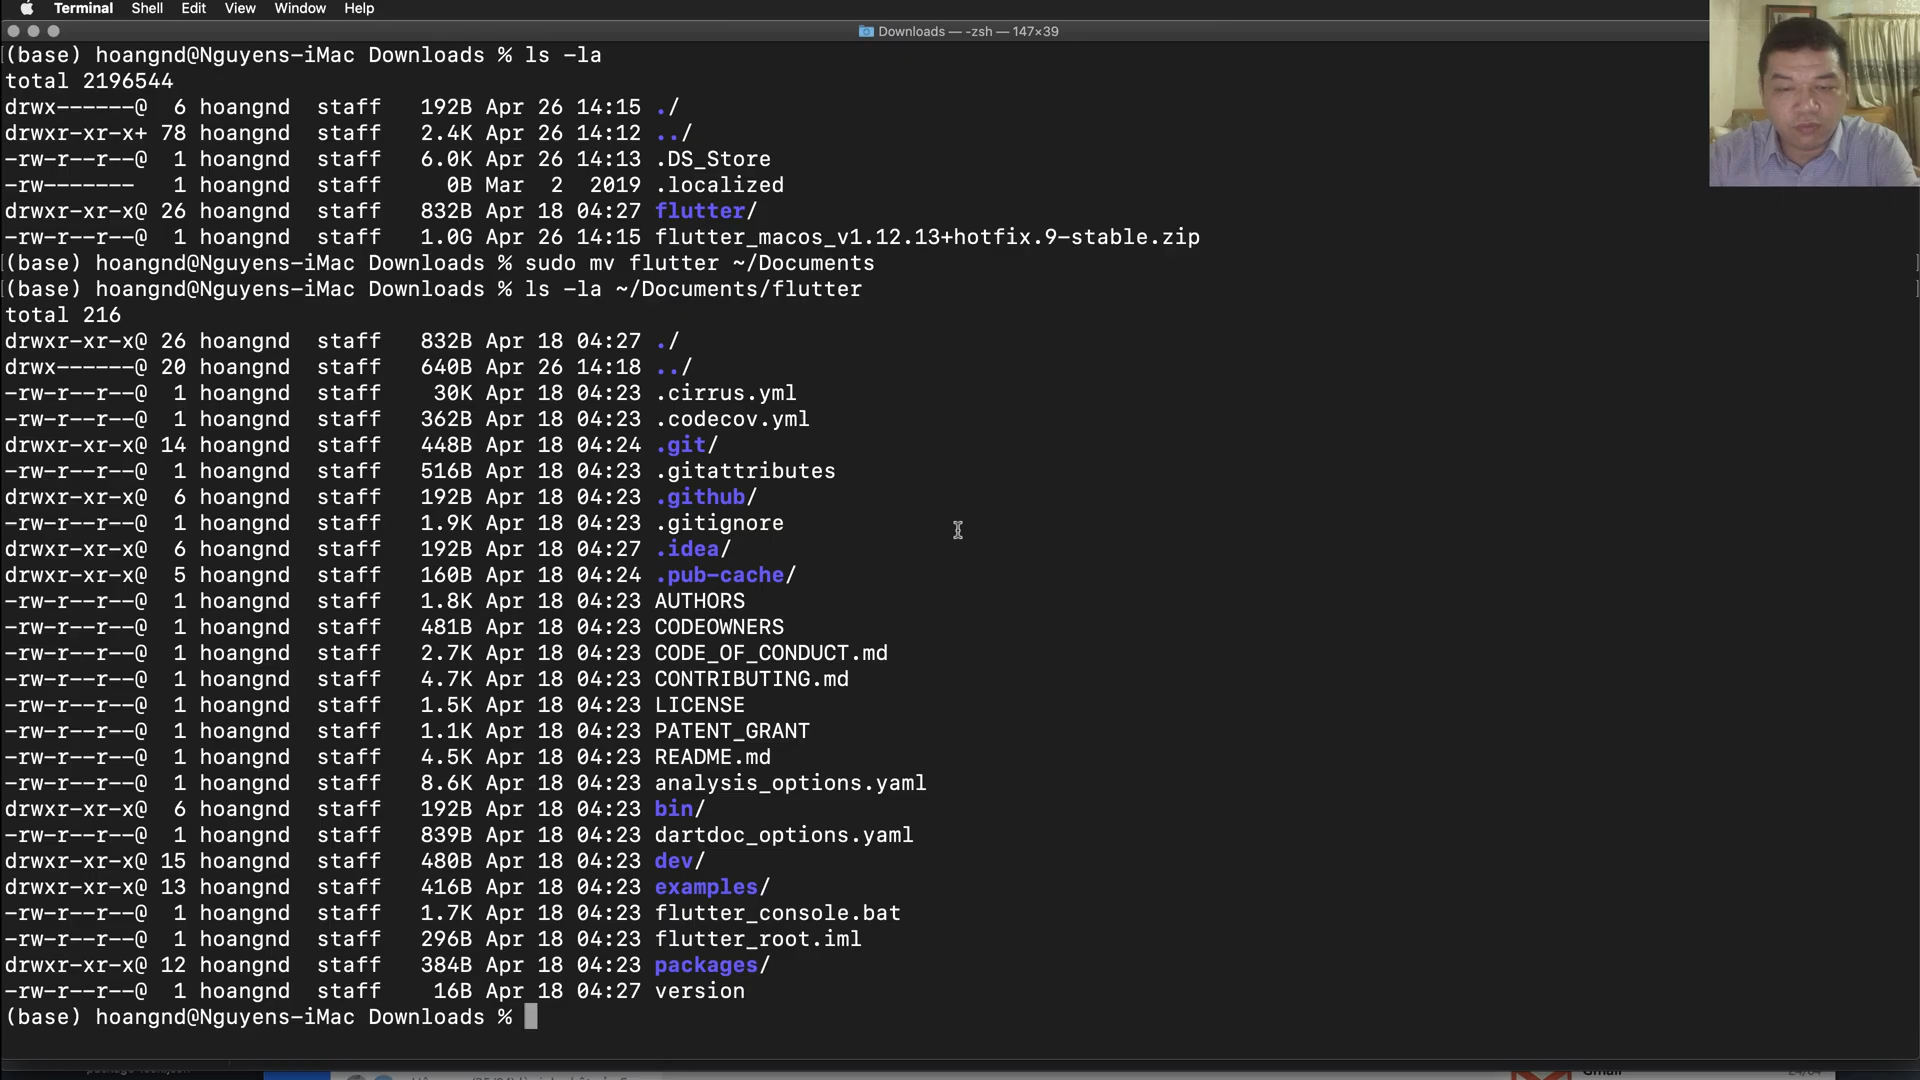 Terminal Shell Edit View Window Help
Downloads — -zsh — 147×39
(base) hoangnd@Nguyens-iMac Downloads % ls -la
total 2196544
drwx------@ 6 hoangnd staff 192B Apr 26 14:15 ./
drwxr-xr-x+ 78 hoangnd staff 2.4K Apr 26 14:12 ../
-rw-r--r--@ 1 hoangnd staff 6.0K Apr 26 14:13 .DS_Store
-rw------- 1 hoangnd staff 0B Mar 2 2019 .localized
drwxr-xr-x@ 26 hoangnd staff 832B Apr 18 04:27 flutter/
-rw-r--r--@ 1 hoangnd staff 1.0G Apr 26 14:15 flutter_macos_v1.12.13+hotfix.9-stable.zip
(base) hoangnd@Nguyens-iMac Downloads % sudo mv flutter ~/Documents
(base) hoangnd@Nguyens-iMac Downloads % ls -la ~/Documents/flutter
total 216
drwxr-xr-x@ 26 hoangnd staff 832B Apr 18 04:27 ./
drwx------@ 20 hoangnd staff 640B Apr 26 14:18 ../
-rw-r--r--@ 1 hoangnd staff 30K Apr 18 04:23 .cirrus.yml
-rw-r--r--@ 1 hoangnd staff 362B Apr 18 04:23 .codecov.yml
drwxr-xr-x@ 14 hoangnd staff 448B Apr 18 04:24 .git/
-rw-r--r--@ 1 hoangnd staff 516B Apr 18 04:23 .gitattributes
drwxr-xr-x@ 6 hoangnd staff 192B Apr 18 04:23 .github/
-rw-r--r--@ 1 hoangnd staff 1.9K Apr 18 04:23 .gitignore
drwxr-xr-x@ 6 hoangnd staff 192B Apr 18 04:27 .idea/
drwxr-xr-x@ 5 hoangnd staff 160B Apr 18 04:24 .pub-cache/
-rw-r--r--@ 1 hoangnd staff 1.8K Apr 18 04:23 AUTHORS
-rw-r--r--@ 1 hoangnd staff 481B Apr 18 04:23 CODEOWNERS
-rw-r--r--@ 1 hoangnd staff 2.7K Apr 18 04:23 CODE_OF_CONDUCT.md
-rw-r--r--@ 1 hoangnd staff 4.7K Apr 18 04:23 CONTRIBUTING.md
-rw-r--r--@ 1 hoangnd staff 1.5K Apr 18 04:23 LICENSE
-rw-r--r--@ 1 hoangnd staff 1.1K Apr 18 04:23 PATENT_GRANT
-rw-r--r--@ 1 hoangnd staff 4.5K Apr 18 04:23 README.md
-rw-r--r--@ 1 hoangnd staff 8.6K Apr 18 04:23 analysis_options.yaml
drwxr-xr-x@ 6 hoangnd staff 192B Apr 18 04:23 bin/
-rw-r--r--@ 1 hoangnd staff 839B Apr 18 04:23 dartdoc_options.yaml
drwxr-xr-x@ 15 hoangnd staff 480B Apr 18 04:23 dev/
drwxr-xr-x@ 13 hoangnd staff 416B Apr 18 04:23 examples/
-rw-r--r--@ 1 hoangnd staff 1.7K Apr 18 04:23 flutter_console.bat
-rw-r--r--@ 1 hoangnd staff 296B Apr 18 04:23 flutter_root.iml
drwxr-xr-x@ 12 hoangnd staff 384B Apr 18 04:23 packages/
-rw-r--r--@ 1 hoangnd staff 16B Apr 18 04:27 version
(base) hoangnd@Nguyens-iMac Downloads %